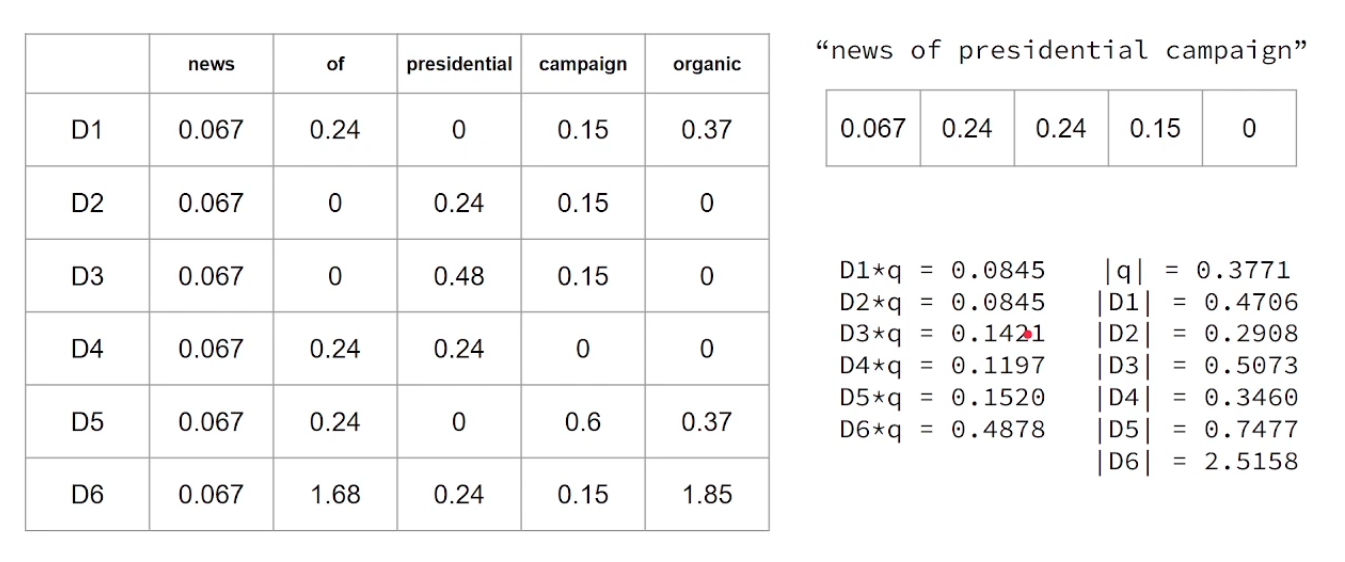 news of presidential campaign organic
D1 0.067 0.24 0 0.15 0.37
D2 0.067 0 0.24 0.15 0
D3 0.067 0 0.48 0.15 0
D4 0.067 0.24 0.24 0 0
D5 0.067 0.24 0 0.6 0.37
D6 0.067 1.68 0.24 0.15 1.85
“news of presidential campaign”
0.067 0.24 0.24 0.15 0
D1*q = 0.0845
D2*q = 0.0845
D3*q = 0.1421
D4*q = 0.1197
D5*q = 0.1520
D6*q = 0.4878
|q| = 0.3771
|D1| = 0.4706
|D2| = 0.2908
|D3| = 0.5073
|D4| = 0.3460
|D5| = 0.7477
|D6| = 2.5158